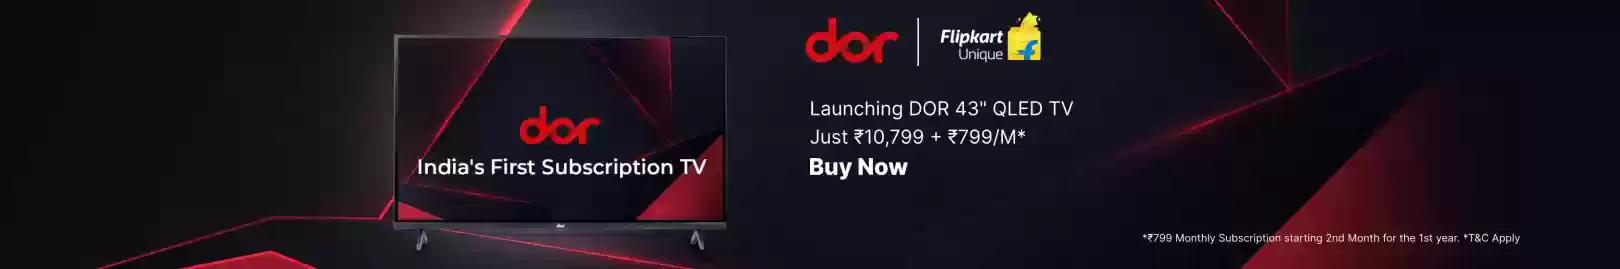 dor
India's First Subscription TV
dor
dor
Flipkart
Unique
Launching DOR 43" QLED TV
Just ₹10,799 + ₹799/M*
Buy Now
*₹799 Monthly Subscription starting 2nd Month for the 1st year. *T&C Apply